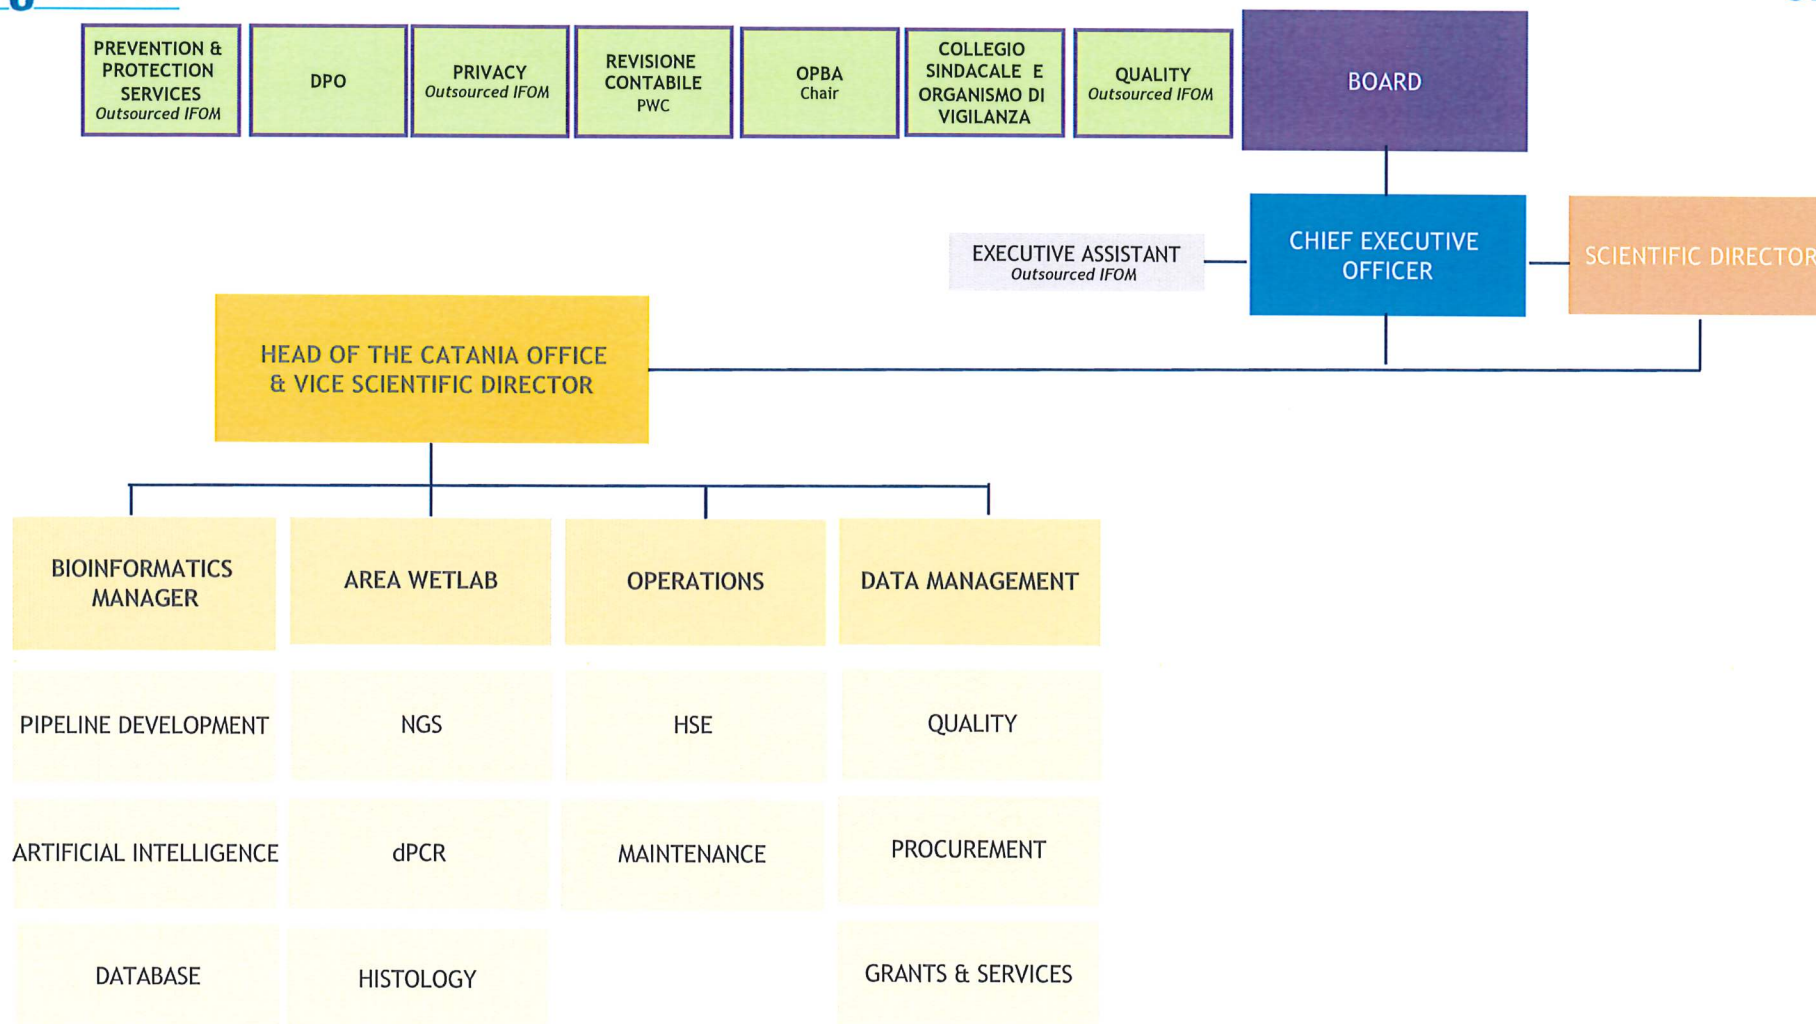 PREVENTION &
PROTECTION
SERVICES
Outsourced IFOM
DPO
PRIVACY
Outsourced IFOM
REVISIONE
CONTABILE
PWC
OPBA
Chair
COLLEGIO
SINDACALE E
ORGANISMO DI
VIGILANZA
QUALITY
Outsourced IFOM
BOARD
EXECUTIVE ASSISTANT
Outsourced IFOM
CHIEF EXECUTIVE
OFFICER
SCIENTIFIC DIRECTOR
HEAD OF THE CATANIA OFFICE
& VICE SCIENTIFIC DIRECTOR
BIOINFORMATICS
MANAGER
AREA WETLAB
OPERATIONS
DATA MANAGEMENT
PIPELINE DEVELOPMENT
NGS
HSE
QUALITY
ARTIFICIAL INTELLIGENCE
dPCR
MAINTENANCE
PROCUREMENT
DATABASE
HISTOLOGY
GRANTS & SERVICES